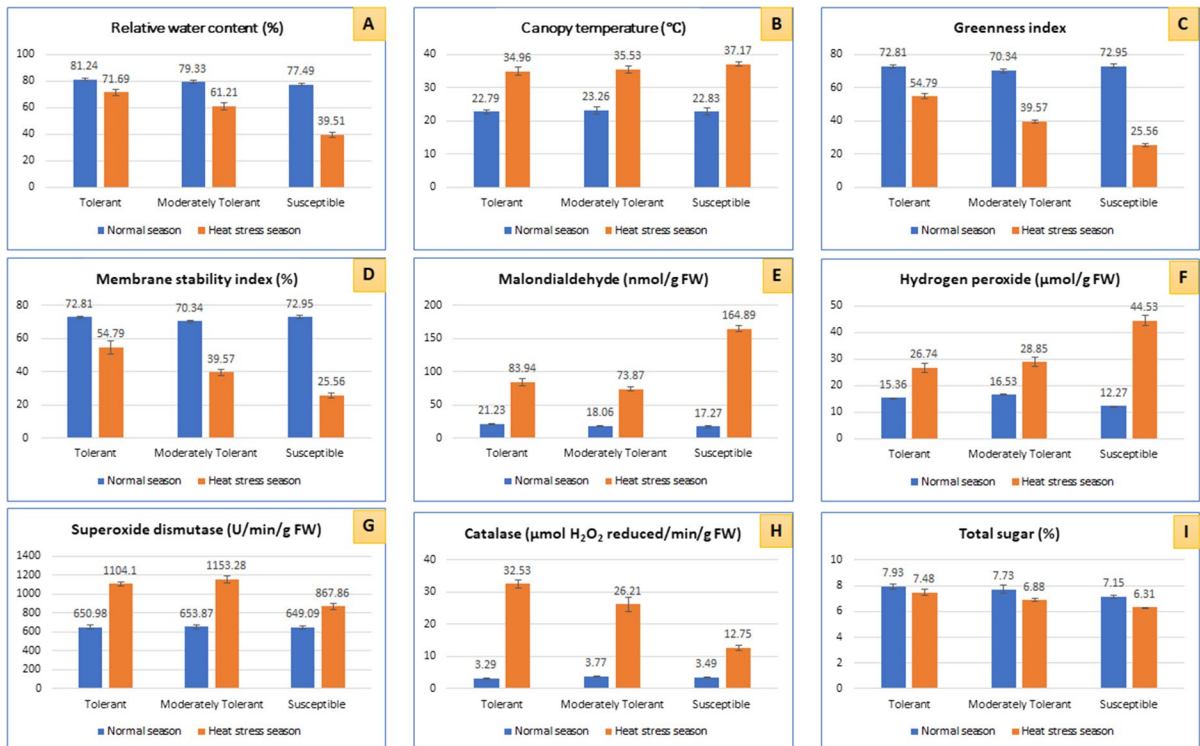 Relative water content (%)
A
100
80
60
40
20
0
81.24
71.69
79.33
61.21
77.49
39.51
Tolerant
Moderately Tolerant
Susceptible
Normal season
Heat stress season
Canopy temperature (°C)
B
40
30
20
10
0
22.79
34.96
23.26
35.53
22.83
37.17
Tolerant
Moderately Tolerant
Susceptible
Normal season
Heat stress season
Greenness index
C
80
60
40
20
0
72.81
54.79
70.34
39.57
72.95
25.56
Tolerant
Moderately Tolerant
Susceptible
Normal season
Heat stress season
Membrane stability index (%)
D
80
60
40
20
0
72.81
54.79
70.34
39.57
72.95
25.56
Tolerant
Moderately Tolerant
Susceptible
Normal season
Heat stress season
Malondialdehyde (nmol/g FW)
E
200
150
100
50
0
21.23
83.94
18.06
73.87
17.27
164.89
Tolerant
Moderately Tolerant
Susceptible
Normal season
Heat stress season
Hydrogen peroxide (μmol/g FW)
F
50
40
30
20
10
0
15.36
26.74
16.53
28.85
12.27
44.53
Tolerant
Moderately Tolerant
Susceptible
Normal season
Heat stress season
Superoxide dismutase (U/min/g FW)
G
1400
1200
1000
800
600
400
200
0
650.98
1104.1
653.87
1153.28
649.09
867.86
Tolerant
Moderately Tolerant
Susceptible
Normal season
Heat stress season
Catalase (μmol H₂O₂ reduced/min/g FW)
H
40
30
20
10
0
3.29
32.53
3.77
26.21
3.49
12.75
Tolerant
Moderately Tolerant
Susceptible
Normal season
Heat stress season
Total sugar (%)
I
10
8
6
4
2
0
7.93
7.48
7.73
6.88
7.15
6.31
Tolerant
Moderately Tolerant
Susceptible
Normal season
Heat stress season